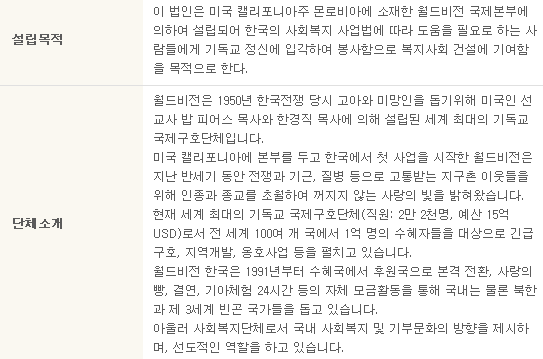 설립목적
이 법인은 미국 캘리포니아주 몬로비아에 소재한 월드비전 국제본부에
의하여 설립되어 한국의 사회복지 사업법에 따라 도움을 필요로 하는 사
람들에게 기독교 정신에 입각하여 봉사함으로 복지사회 건설에 기여함
을 목적으로 한다.
단체소개
월드비전은 1950년 한국전쟁 당시 고아와 미망인을 돕기위해 미국인 선
교사 밥 피어스 목사와 한경직 목사에 의해 설립된 세계 최대의 기독교
국제구호단체입니다.
미국 캘리포니아에 본부를 두고 한국에서 첫 사업을 시작한 월드비전은
지난 반세기 동안 전쟁과 기근, 질병 등으로 고통받는 지구촌 이웃들을
위해 인종과 종교를 초월하여 꺼지지 않는 사랑의 빛을 밝혀왔습니다.
현재 세계 최대의 기독교 국제구호단체(직원: 2만 2천명, 예산 15억
USD)로서 전 세계 100여 개 국에서 1억 명의 수혜자들을 대상으로 긴급
구호, 지역개발, 옹호사업 등을 펼치고 있습니다.
월드비전 한국은 1991년부터 수혜국에서 후원국으로 본격 전환, 사랑의
빵, 결연, 기아체험 24시간 등의 자체 모금활동을 통해 국내는 물론 북한
과 제 3세계 빈곤 국가들을 돕고 있습니다.
아울러 사회복지단체로서 국내 사회복지 및 기부문화의 방향을 제시하
며, 선도적인 역할을 하고 있습니다.